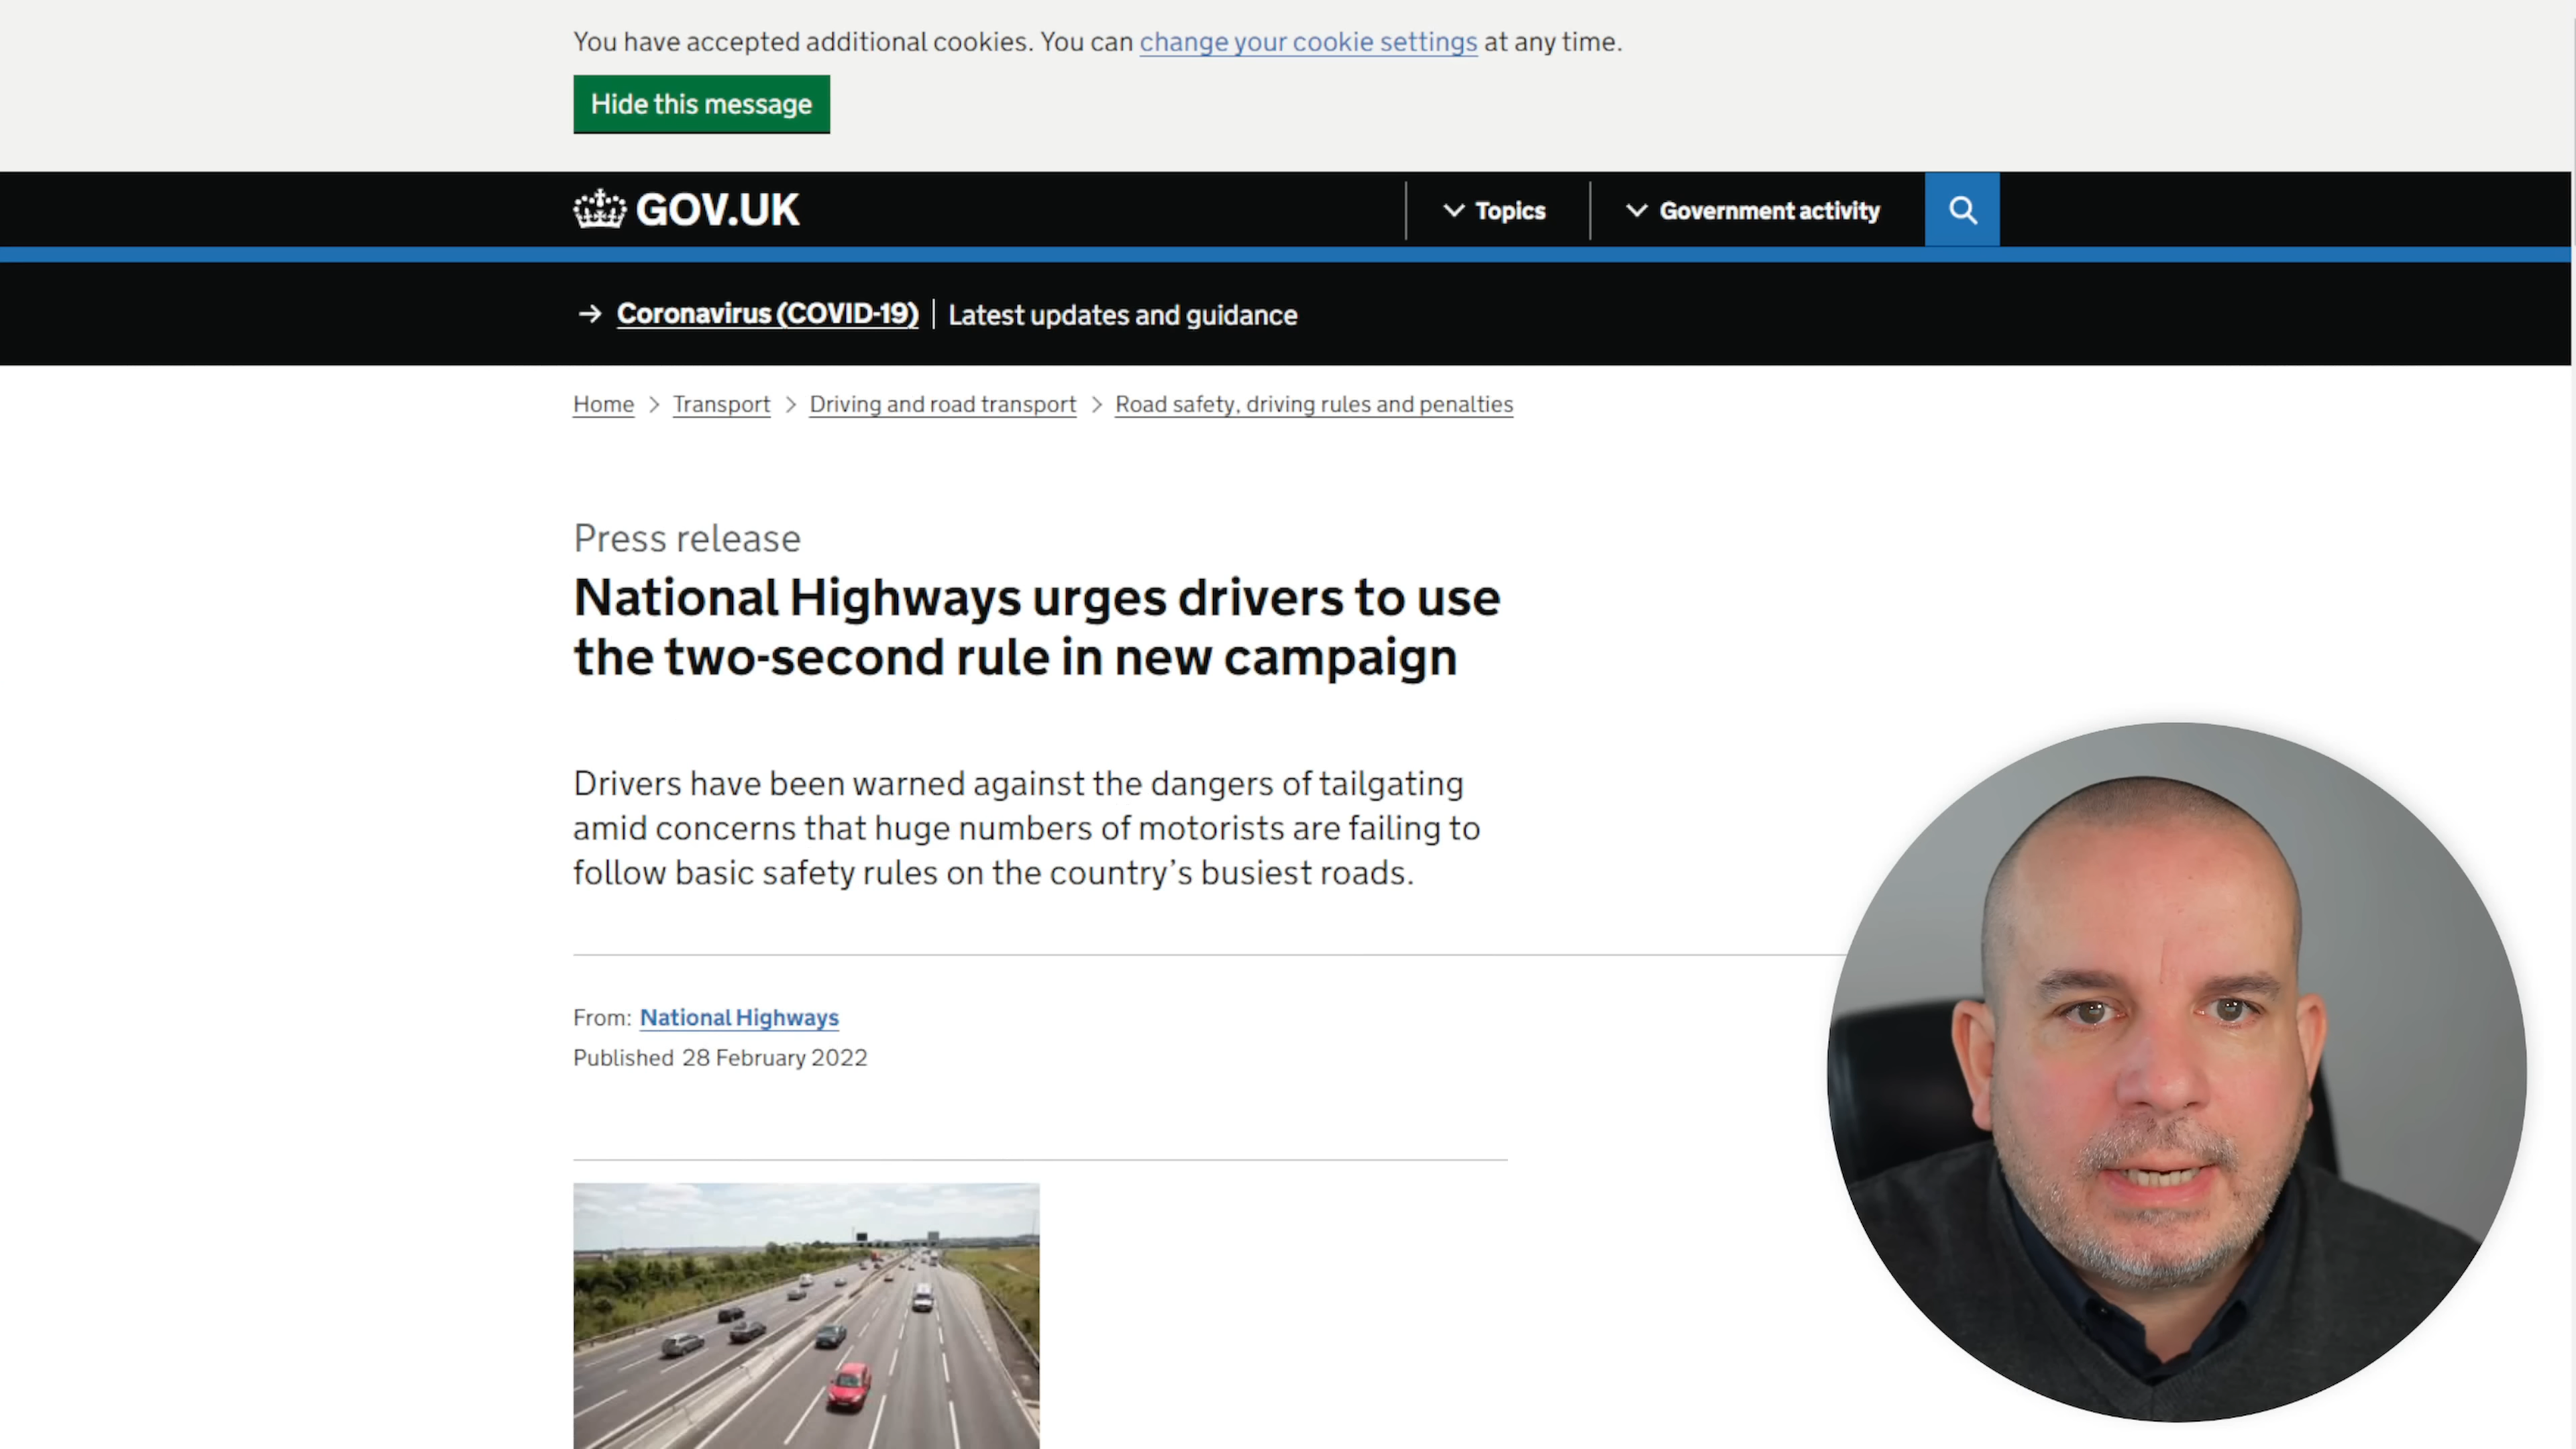 You have accepted additional cookies. You can change your cookie settings at any time.
Hide this message
GOV.UK
Topics
Government activity
Coronavirus (COVID-19)
Latest updates and guidance
Home
Transport
Driving and road transport
Road safety, driving rules and penalties
Press release
National Highways urges drivers to use
the two-second rule in new campaign
Drivers have been warned against the dangers of tailgating
amid concerns that huge numbers of motorists are failing to
follow basic safety rules on the country’s busiest roads.
From: National Highways
Published 28 February 2022